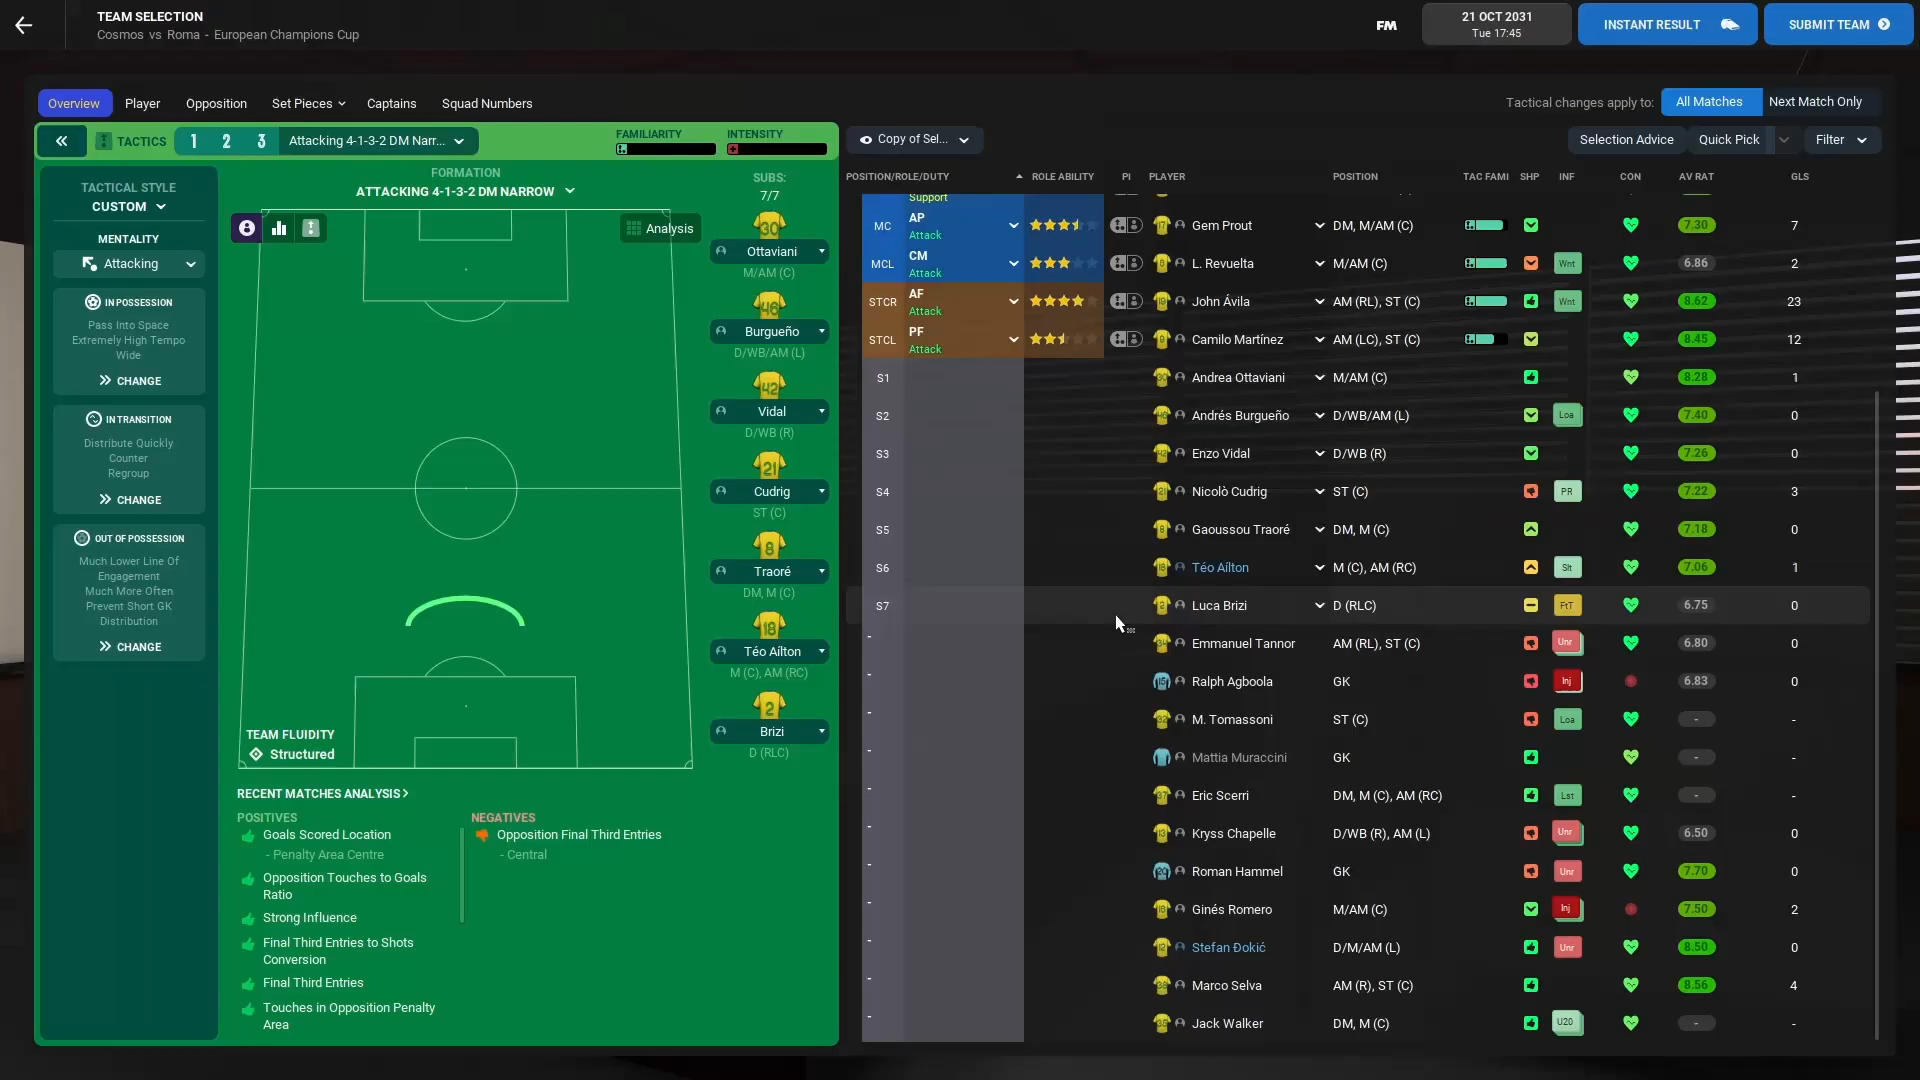 TEAM SELECTION
Cosmos vs Roma - European Champions Cup
FM
21 OCT 2031
Tue 17:45
INSTANT RESULT
SUBMIT TEAM
Overview
Player
Opposition
Set Pieces
Captains
Squad Numbers
Tactical changes apply to:
All Matches
Next Match Only
TACTICS
1 2 3
Attacking 4-1-3-2 DM Narr...
FAMILIARITY
INTENSITY
TACTICAL STYLE
CUSTOM
MENTALITY
Attacking
IN POSSESSION
Pass Into Space
Extremely High Tempo
Wide
CHANGE
IN TRANSITION
Distribute Quickly
Counter
Regroup
CHANGE
OUT OF POSSESSION
Much Lower Line Of
Engagement
Much More Often
Prevent Short GK
Distribution
CHANGE
FORMATION
ATTACKING 4-1-3-2 DM NARROW
Analysis
SUBS:
7/7
30
Ottaviani
M/AM (C)
46
Burgueño
D/WB/AM (L)
42
Vidal
D/WB (R)
21
Cudrig
ST (C)
8
Traoré
DM, M (C)
18
Téo Aílton
M (C), AM (RC)
2
Brizi
D (RLC)
TEAM FLUIDITY
Structured
RECENT MATCHES ANALYSIS >
POSITIVES
Goals Scored Location
- Penalty Area Centre
Opposition Touches to Goals
Ratio
Strong Influence
Final Third Entries to Shots
Conversion
Final Third Entries
Touches in Opposition Penalty
Area
NEGATIVES
Opposition Final Third Entries
- Central
Copy of Sel...
Selection Advice
Quick Pick
Filter
POSITION/ROLE/DUTY ROLE ABILITY PI PLAYER POSITION TAC FAMI SHP INF CON AV RAT GLS
Support
MC AP Attack Gem Prout DM, M/AM (C) 7.30 7
MCL CM Attack L. Revuelta M/AM (C) Wnt 6.86 2
STCR AF Attack John Ávila AM (RL), ST (C) Wnt 8.62 23
STCL PF Attack Camilo Martínez AM (LC), ST (C) 8.45 12
S1 Andrea Ottaviani M/AM (C) 8.28 1
S2 Andrés Burgueño D/WB/AM (L) Loa 7.40 0
S3 Enzo Vidal D/WB (R) 7.26 0
S4 Nicolò Cudrig ST (C) PR 7.22 3
S5 Gaoussou Traoré DM, M (C) 7.18 0
S6 Téo Aílton M (C), AM (RC) Slt 7.06 1
S7 Luca Brizi D (RLC) FtT 6.75 0
- Emmanuel Tannor AM (RL), ST (C) Unr 6.80 0
- Ralph Agboola GK Inj 6.83 0
- M. Tomassoni ST (C) Loa - -
- Mattia Muraccini GK - -
- Eric Scerri DM, M (C), AM (RC) Lst - -
- Kryss Chapelle D/WB (R), AM (L) Unr 6.50 0
- Roman Hammel GK Unr 7.70 0
- Ginés Romero M/AM (C) Inj 7.50 2
- Stefan Đokić D/M/AM (L) Unr 8.50 0
- Marco Selva AM (R), ST (C) 8.56 4
- Jack Walker DM, M (C) U20 - -